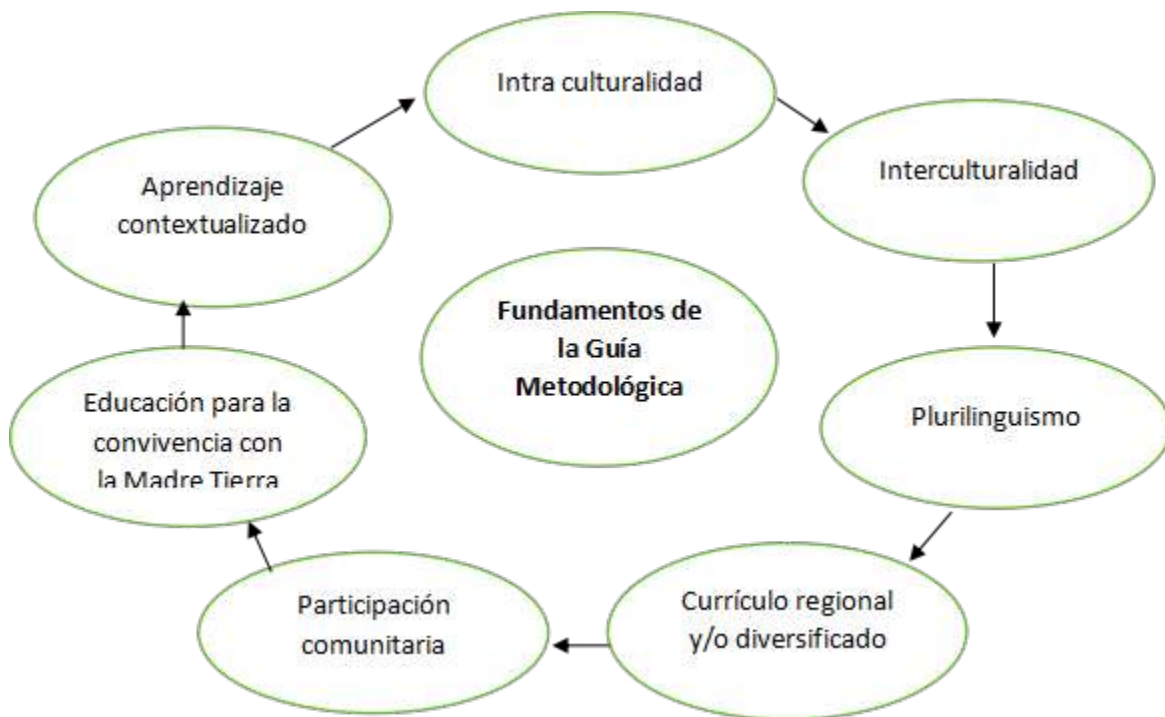 Intra culturalidad
Interculturalidad
Plurilinguismo
Currículo regional
y/o diversificado
Participación
comunitaria
Educación para la
convivencia con
la Madre Tierra
Aprendizaje
contextualizado
Fundamentos de
la Guía
Metodológica